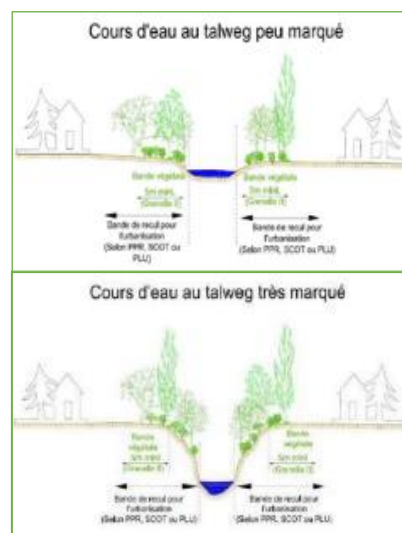 Cours d'eau au talweg peu marqué
Bande végétale
5m mini.
(Grenelle II)
Bande de recul pour
l'urbanisation
(Selon PPR, SCOT ou
PLU)
Bande végétale
5m mini.
(Grenelle II)
Bande de recul pour
l'urbanisation
(Selon PPR, SCOT ou PLU)
Cours d'eau au talweg très marqué
Bande
végétale
5m mini
(Grenelle II)
Bande de recul pour
l'urbanisation
(Selon PPR, SCOT ou PLU)
Bande
végétale
5m mini
(Grenelle II)
Bande de recul pour
l'urbanisation
(Selon PPR, SCOT ou PLU)